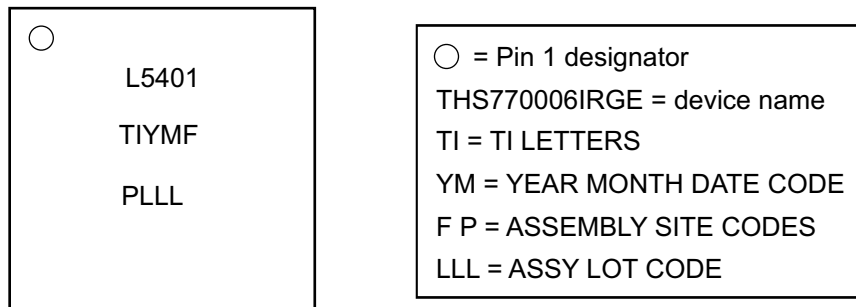 L5401
TIYMF
PLLL
= Pin 1 designator
THS770006IRGE = device name
TI = TI LETTERS
YM = YEAR MONTH DATE CODE
F P = ASSEMBLY SITE CODES
LLL = ASSY LOT CODE